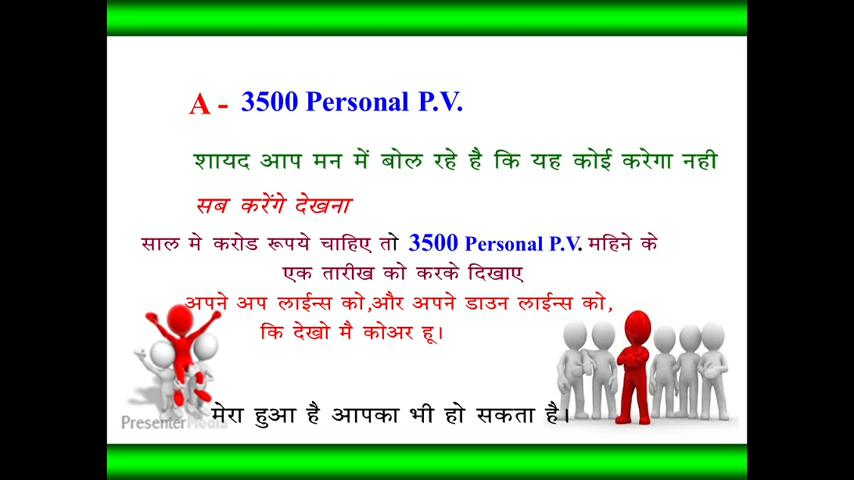 A - 3500 Personal P.V.
शायद आप मन में बोल रहे है कि यह कोई करेगा नही
सब करेंगे देखना
साल मे करोड रूपये चाहिए तो 3500 Personal P.V. महिने के
एक तारीख को करके दिखाए
अपने अप लाईन्स को,और अपने डाउन लाईन्स को,
कि देखो मै कोअर हू।
मेरा हुआ है आपका भी हो सकता है।
PresenterMedia